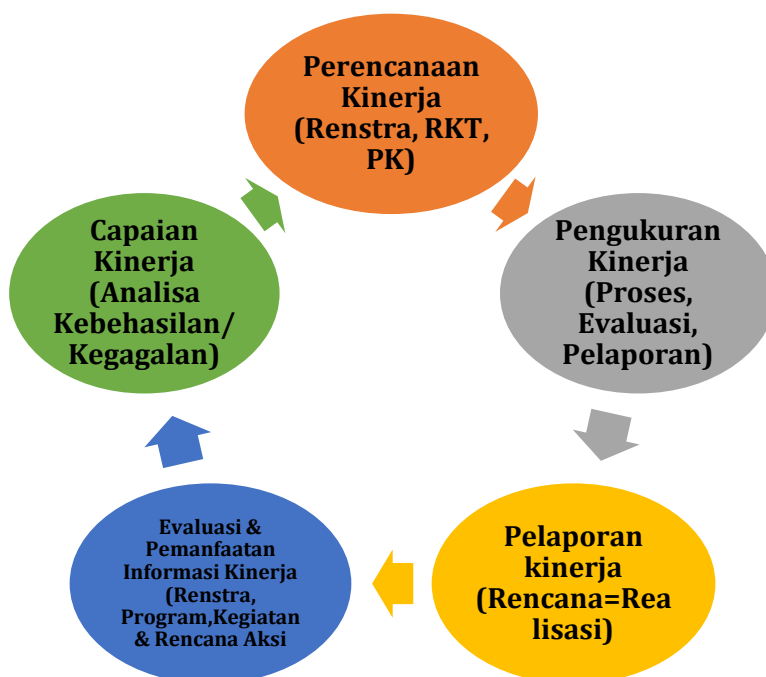 Perencanaan
Kinerja
(Renstra, RKT,
PK)
Pengukuran
Kinerja
(Proses,
Evaluasi,
Pelaporan)
Pelaporan
kinerja
(Rencana=Rea
lisasi)
Evaluasi &
Pemanfaatan
Informasi Kinerja
(Renstra,
Program,Kegiatan
& Rencana Aksi
Capaian
Kinerja
(Analisa
Kebehasilan/
Kegagalan)